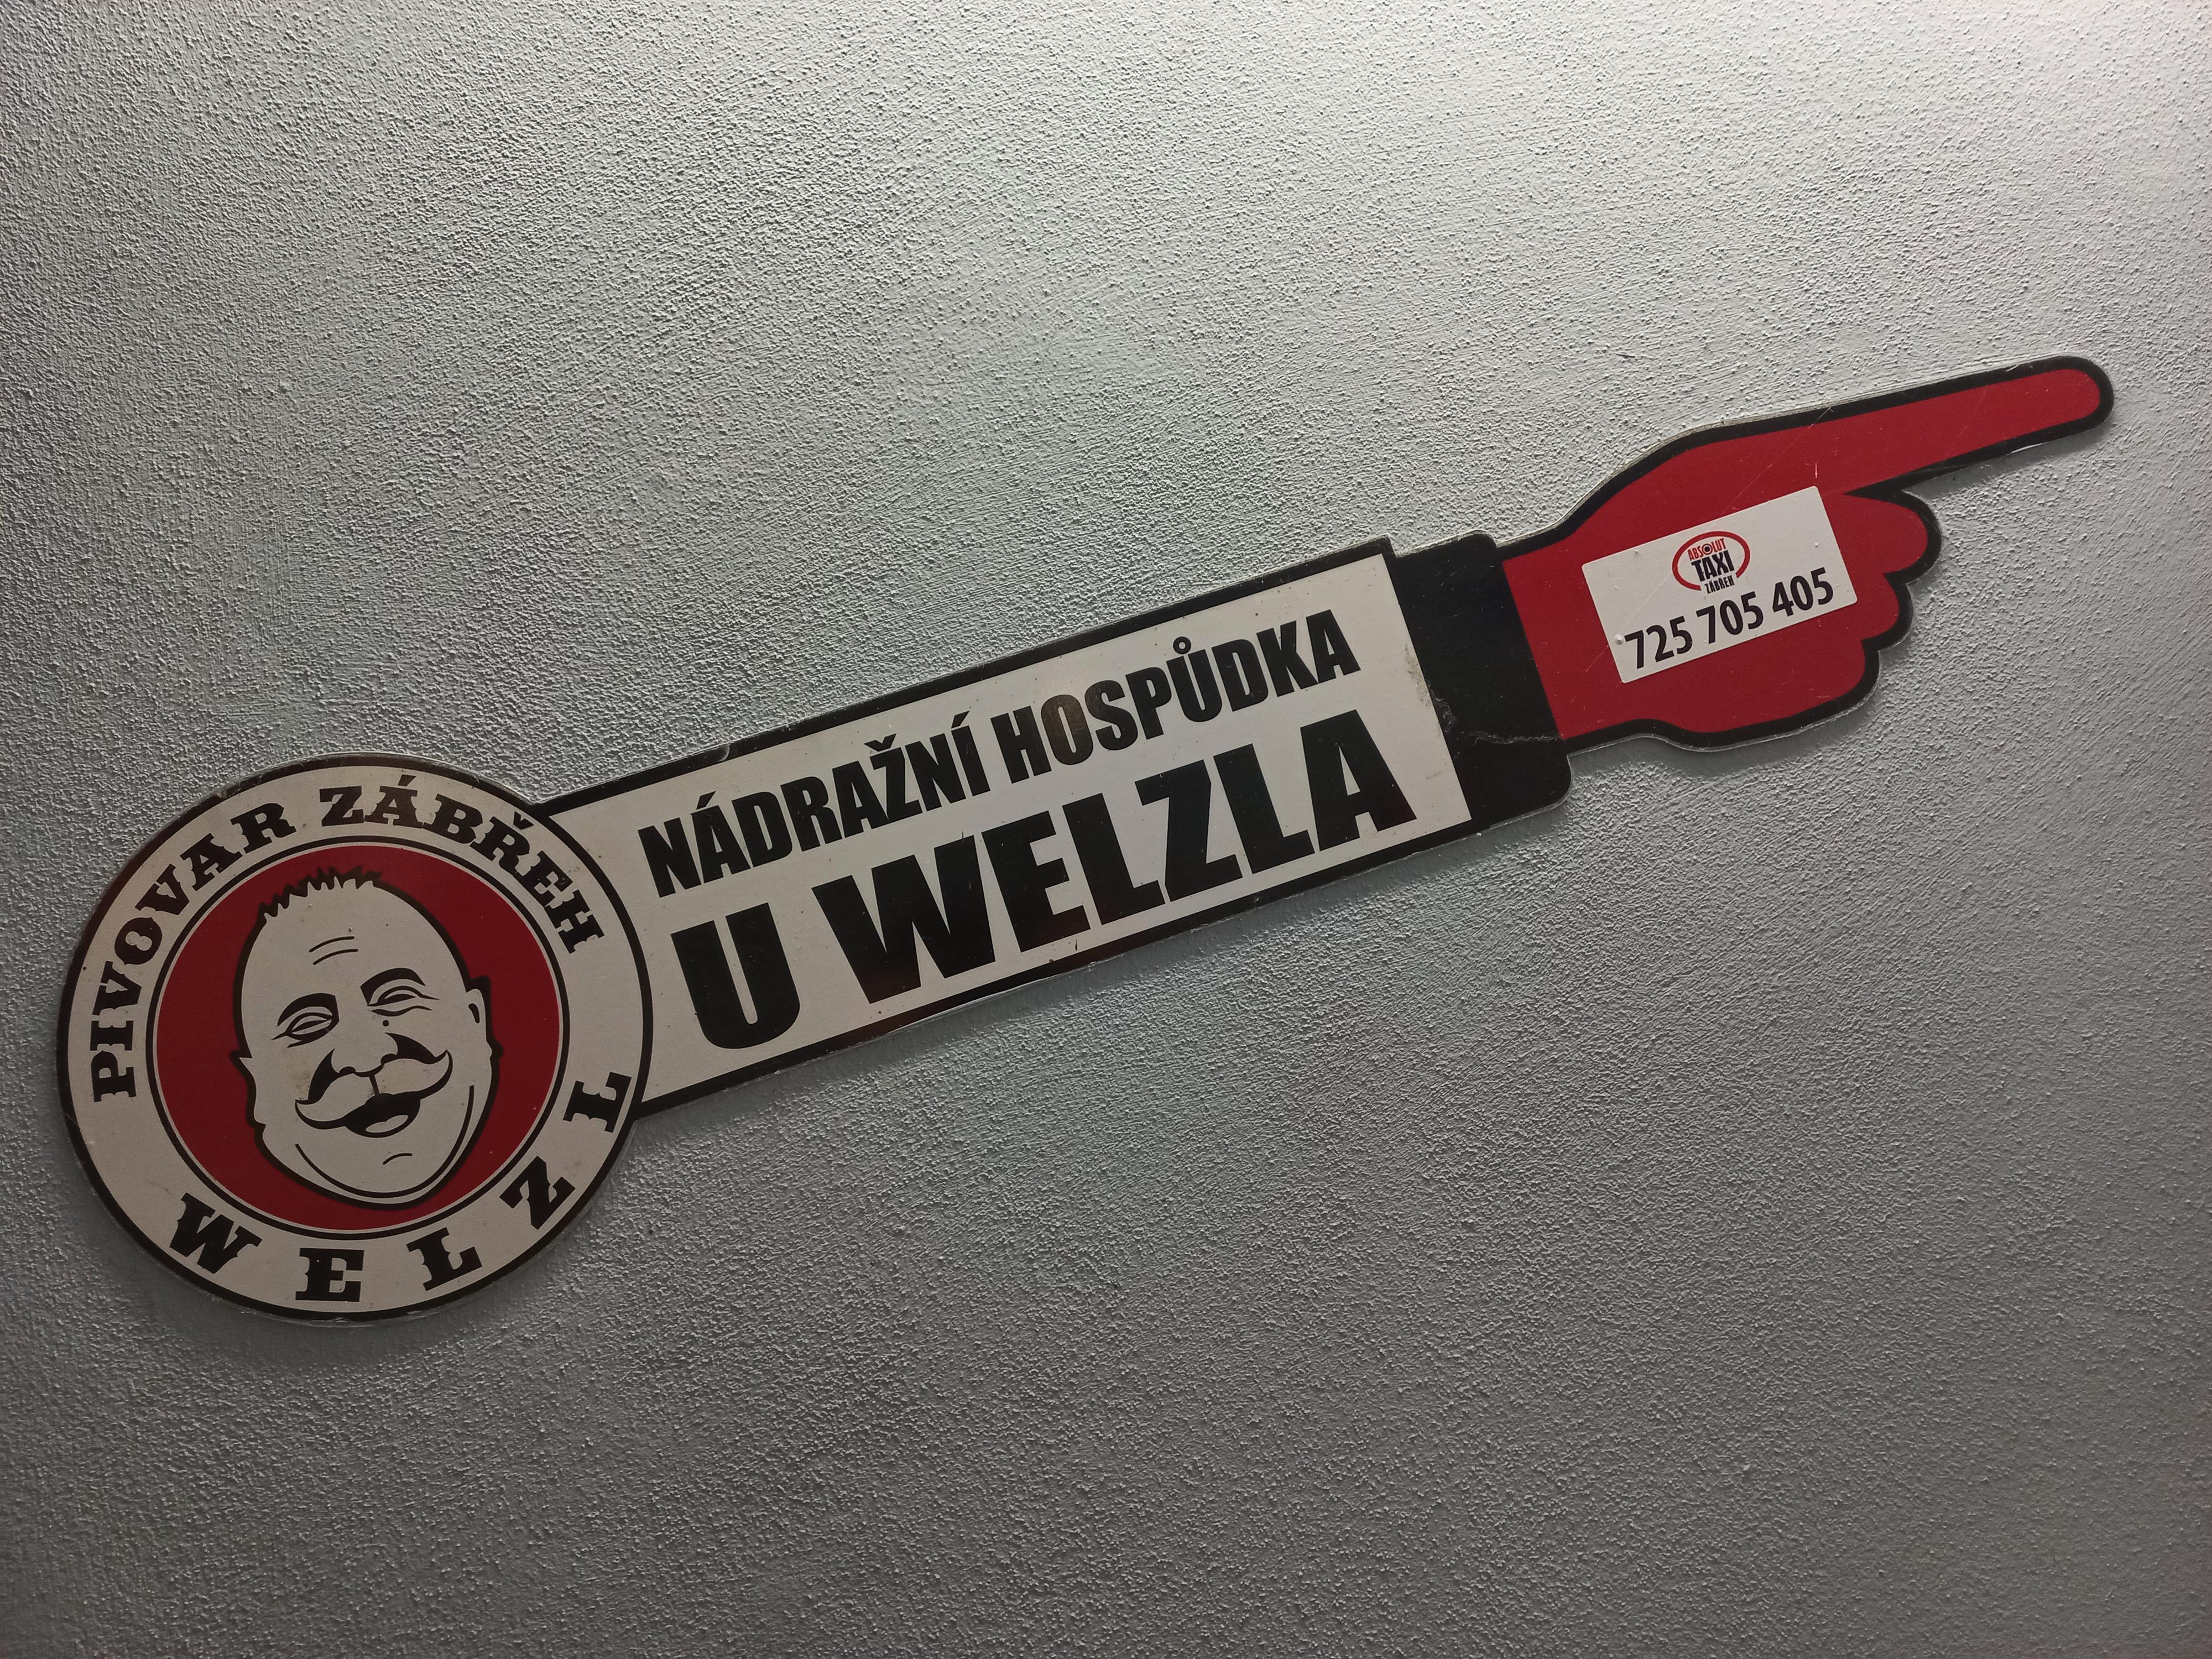 PIVOVAR ZÁBŘEH
WELZL
NÁDRAŽNÍ HOSPŮDKA
U WELZLA
ABSOLUT
TAXI
ZÁBŘEH
725 705 405